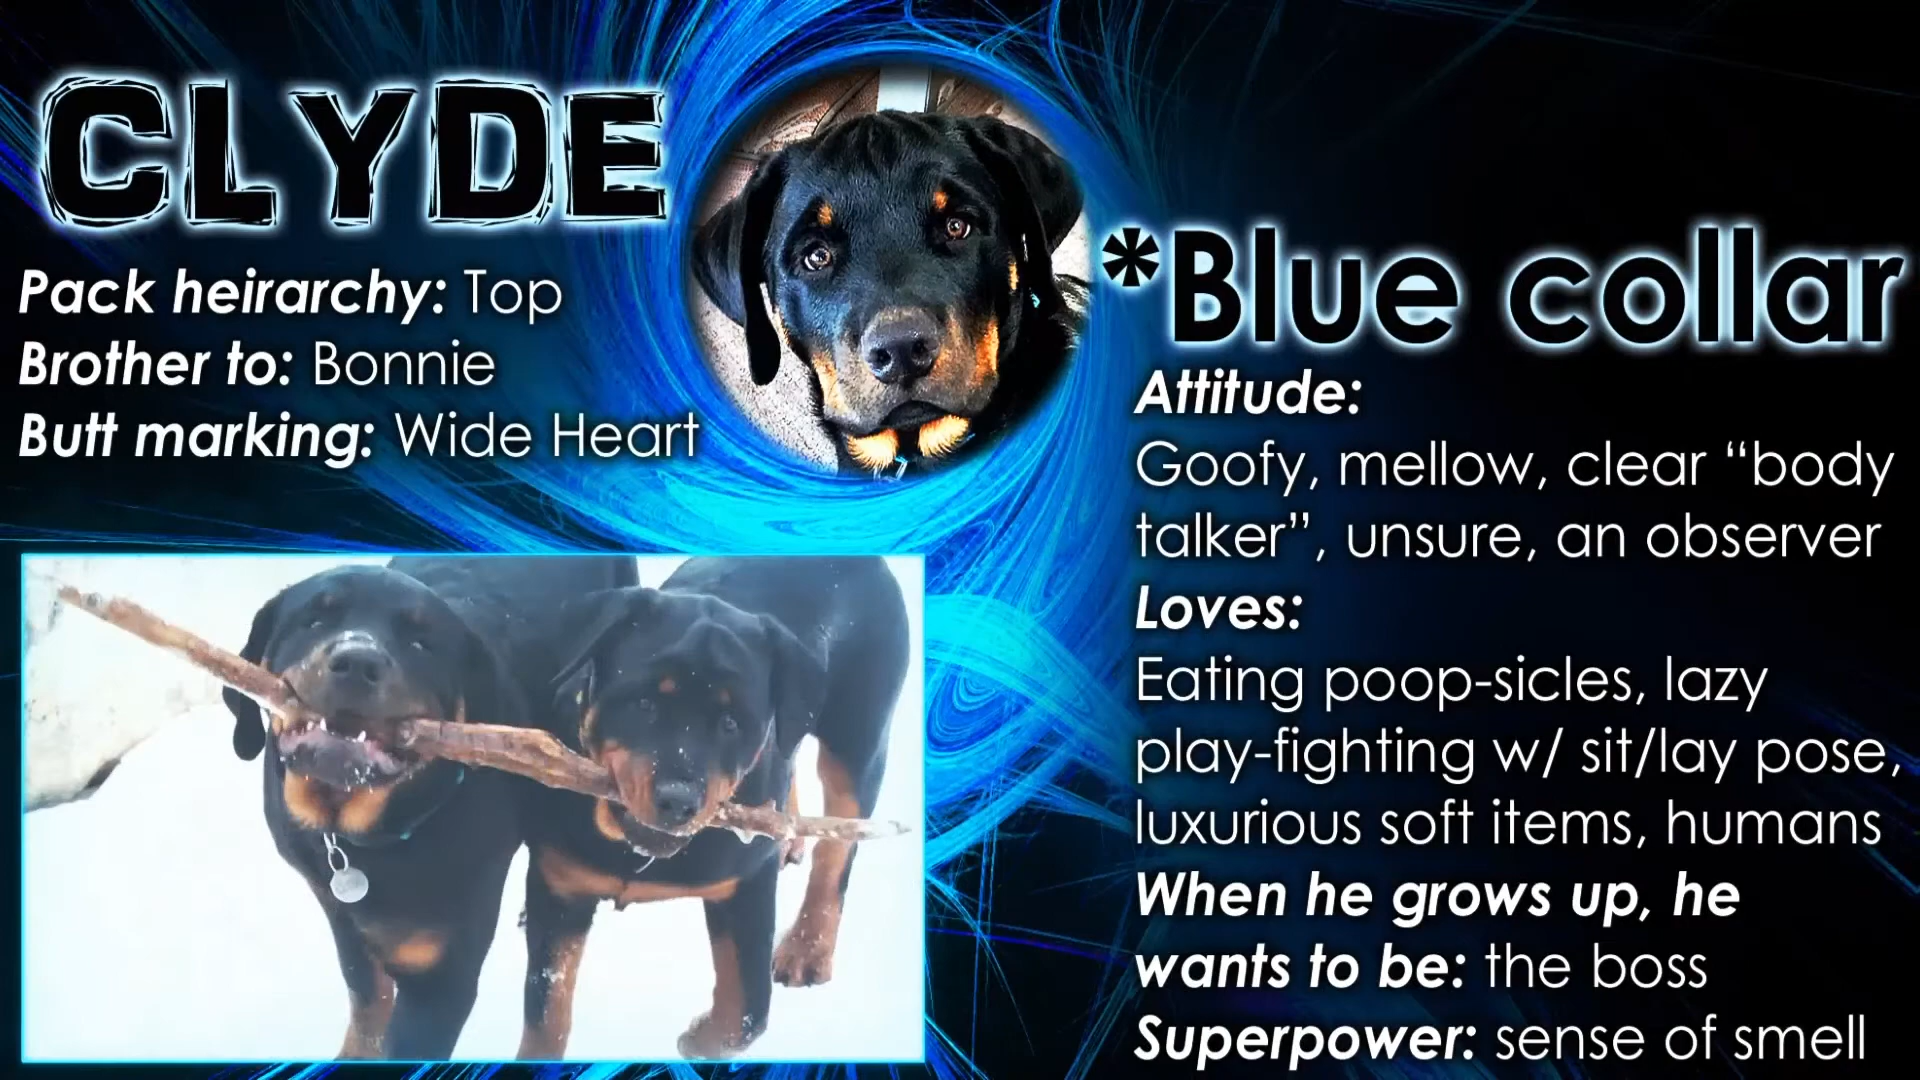 CLYDE
Pack heirarchy: Top
Brother to: Bonnie
Butt marking: Wide Heart
*Blue collar
Attitude:
Goofy, mellow, clear “body
talker”, unsure, an observer
Loves:
Eating poop-sicles, lazy
play-fighting w/ sit/lay pose,
luxurious soft items, humans
When he grows up, he
wants to be: the boss
Superpower: sense of smell